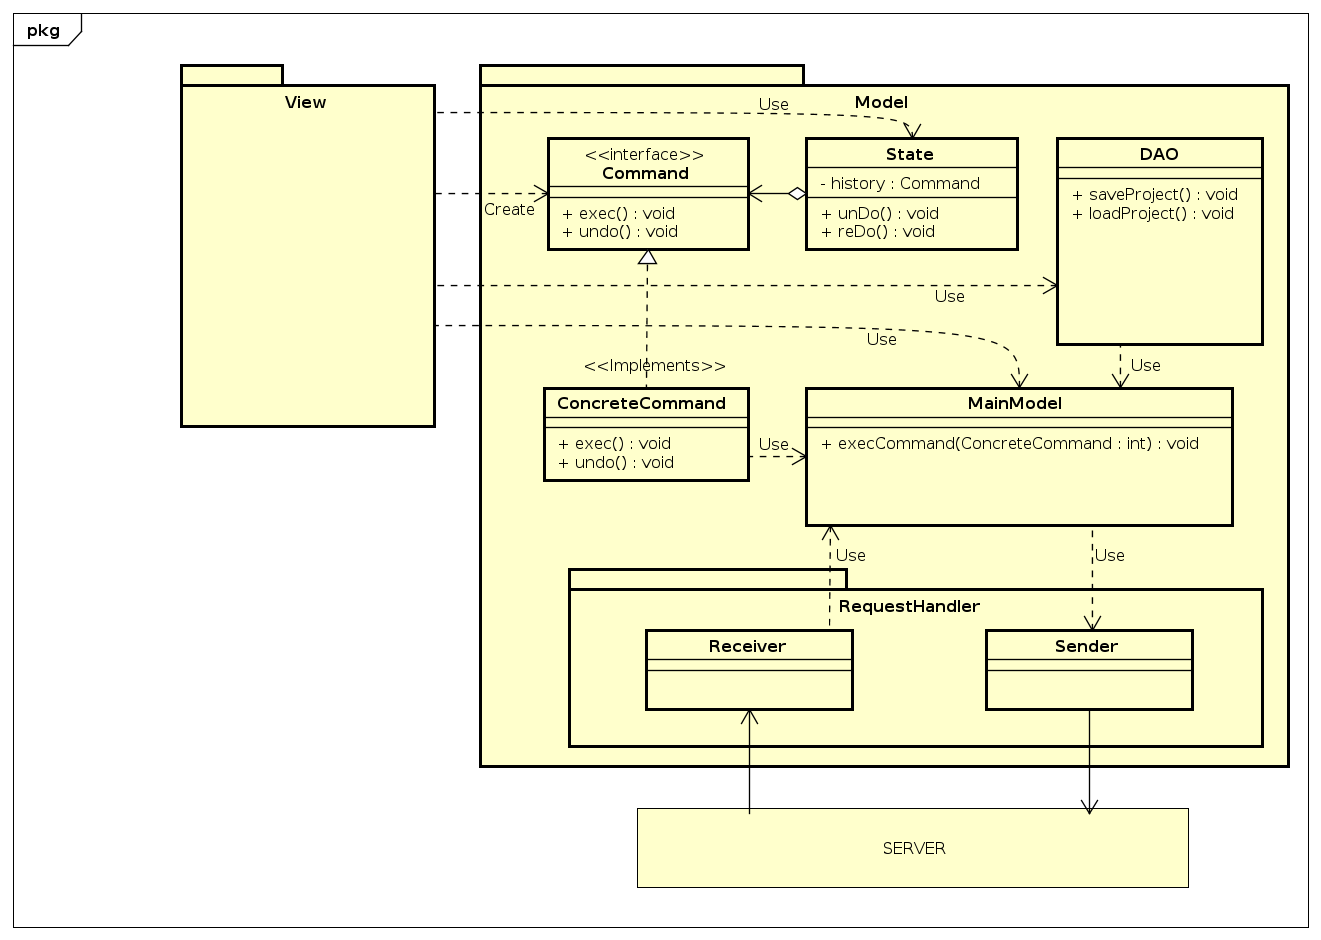 pkg
View
Model
Use
<<interface>>
Command
+ exec() : void
+ undo() : void
State
- history : Command
+ unDo() : void
+ reDo() : void
DAO
+ saveProject() : void
+ loadProject() : void
Create
Use
Use
Use
<<Implements>>
ConcreteCommand
+ exec() : void
+ undo() : void
Use
MainModel
+ execCommand(ConcreteCommand : int) : void
Use
Use
RequestHandler
Receiver
Sender
SERVER